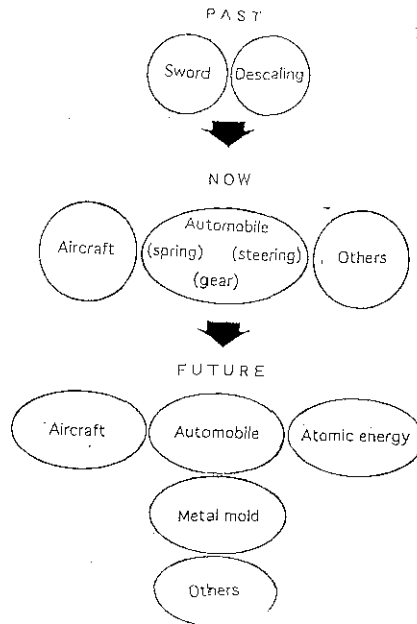 PAST
Sword Descaling
NOW
Automobile
Aircraft (spring) (steering) Others
(gear)
FUTURE
Aircraft Automobile Atomic energy
Metal mold
Others